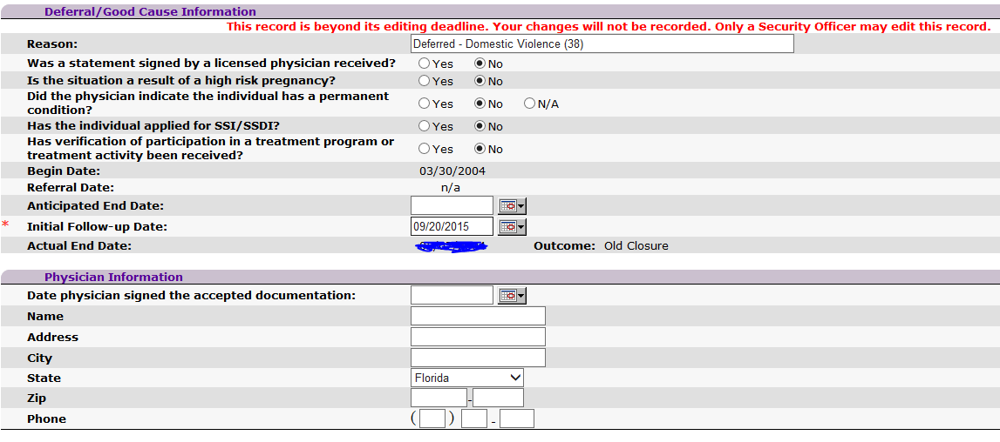 Deferral/Good Cause Information
This record is beyond its editing deadline. Your changes will not be recorded. Only a Security Officer may edit this record.
Reason: Deferred - Domestic Violence (38)
Was a statement signed by a licensed physician received? Yes No
Is the situation a result of a high risk pregnancy? Yes No
Did the physician indicate the individual has a permanent
condition? Yes No N/A
Has the individual applied for SSI/SSDI? Yes No
Has verification of participation in a treatment program or
treatment activity been received? Yes No
Begin Date: 03/30/2004
Referral Date: n/a
Anticipated End Date:
* Initial Follow-up Date: 09/20/2015
Actual End Date: Outcome: Old Closure
Physician Information
Date physician signed the accepted documentation:
Name
Address
City
State Florida
Zip -
Phone ( ) -